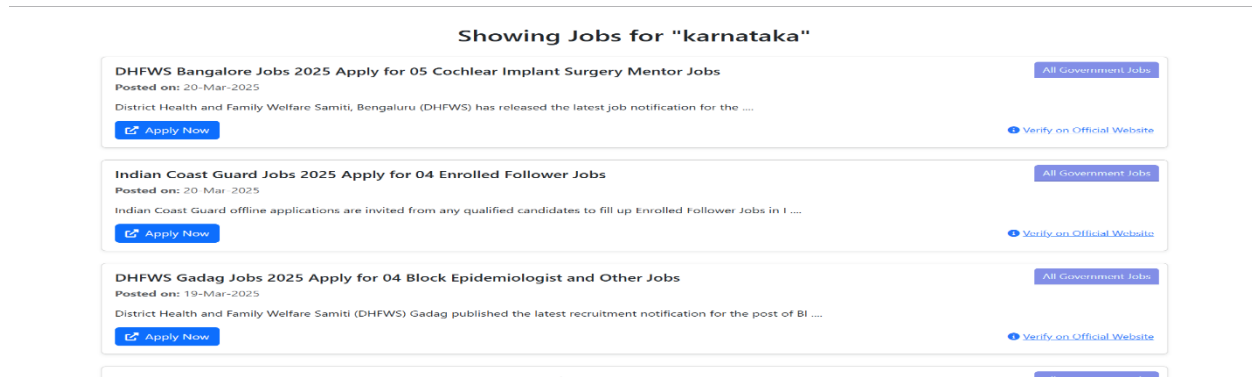 Showing Jobs for "karnataka"
DHFWS Bangalore Jobs 2025 Apply for 05 Cochlear Implant Surgery Mentor Jobs
All Government Jobs
Posted on: 20-Mar-2025
District Health and Family Welfare Samiti, Bengaluru (DHFWS) has released the latest job notification for the ....
Apply Now
Verify on Official Website
Indian Coast Guard Jobs 2025 Apply for 04 Enrolled Follower Jobs
All Government Jobs
Posted on: 20-Mar-2025
Indian Coast Guard offline applications are invited from any qualified candidates to fill up Enrolled Follower Jobs in I ....
Apply Now
Verify on Official Website
DHFWS Gadag Jobs 2025 Apply for 04 Block Epidemiologist and Other Jobs
All Government Jobs
Posted on: 19-Mar-2025
District Health and Family Welfare Samiti (DHFWS) Gadag published the latest recruitment notification for the post of Bl ....
Apply Now
Verify on Official Website